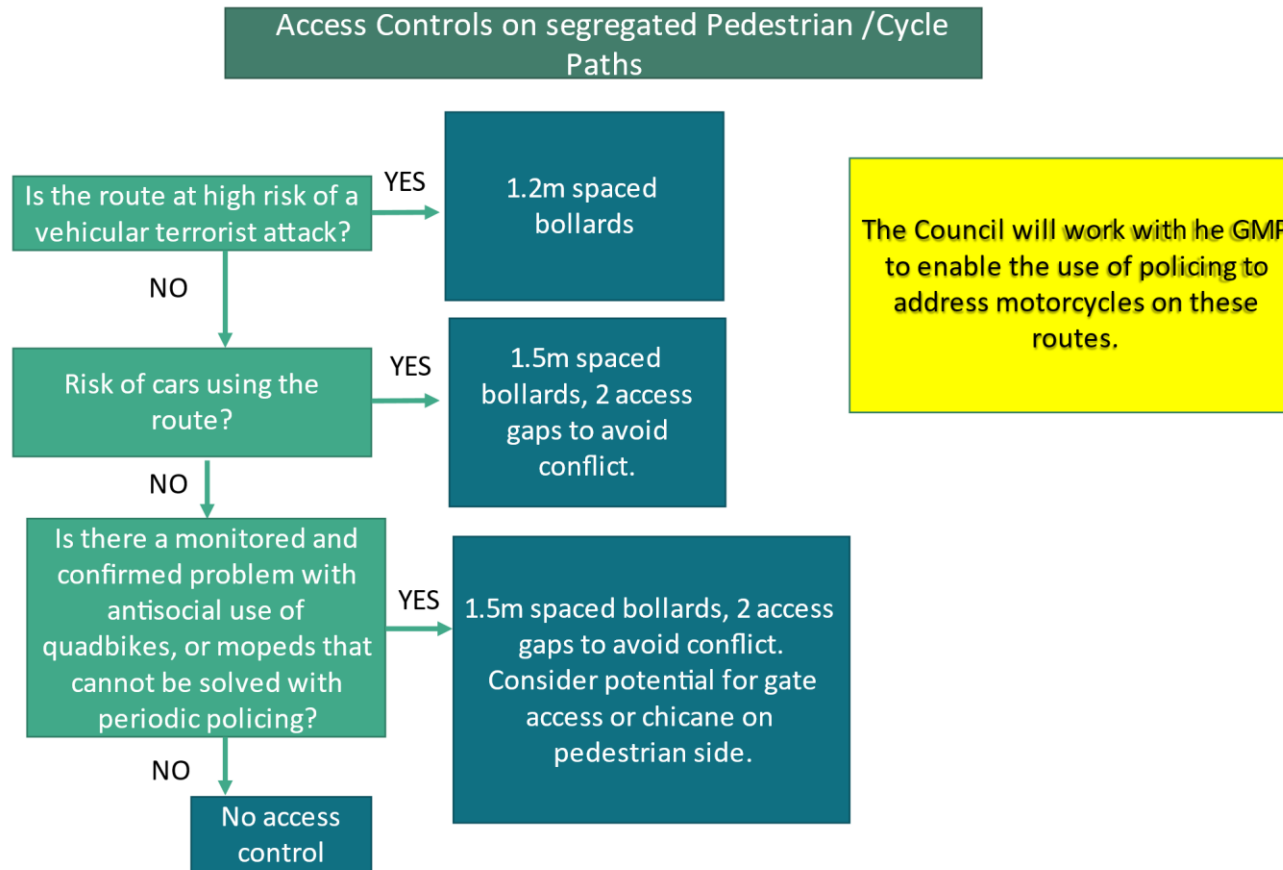 Access Controls on segregated Pedestrian /Cycle
Paths
Is the route at high risk of a
vehicular terrorist attack?
YES
1.2m spaced
bollards
The Council will work with he GMP
to enable the use of policing to
address motorcycles on these
routes.
NO
Risk of cars using the
route?
YES
1.5m spaced
bollards, 2 access
gaps to avoid
conflict.
NO
Is there a monitored and
confirmed problem with
antisocial use of
quadbikes, or mopeds that
cannot be solved with
periodic policing?
YES
1.5m spaced bollards, 2 access
gaps to avoid conflict.
Consider potential for gate
access or chicane on
pedestrian side.
NO
No access
control